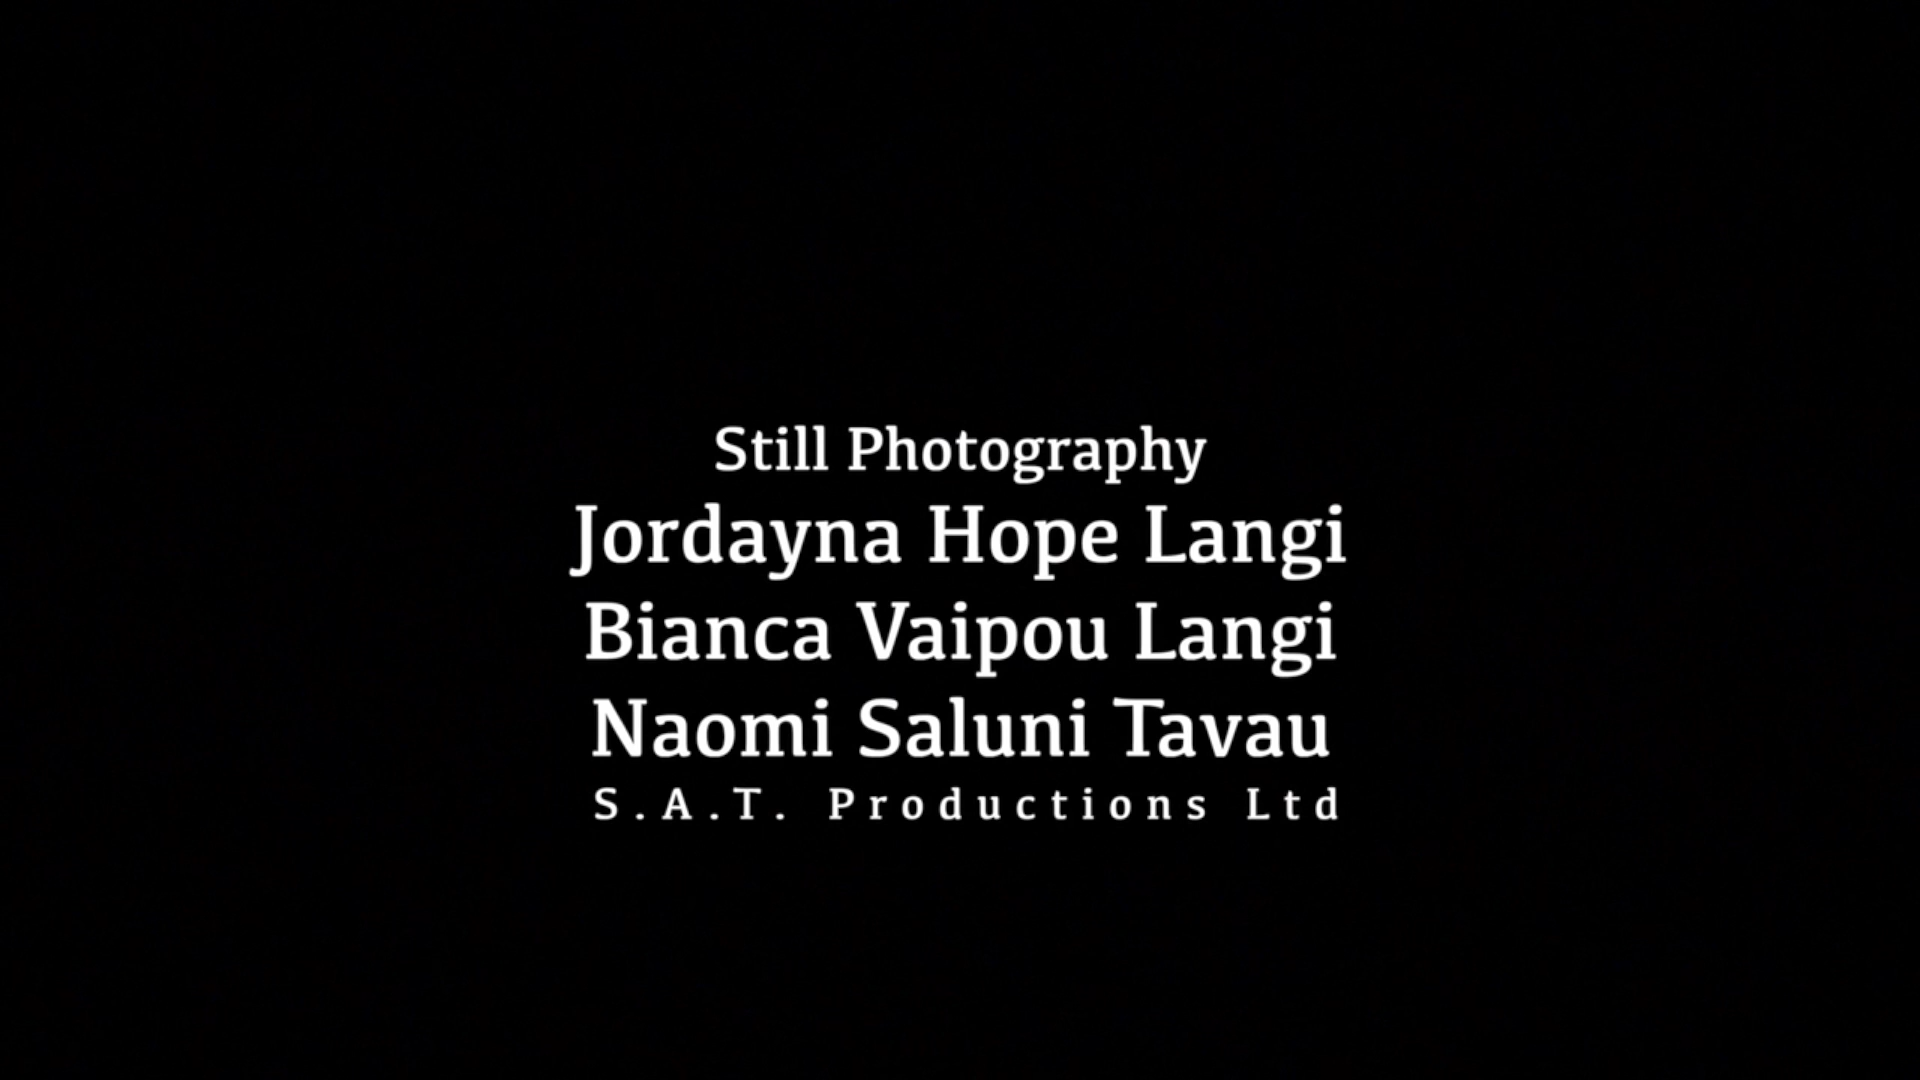 Still Photography
Jordayna Hope Langi
Bianca Vaipou Langi
Naomi Saluni Tavau
S.A.T. Productions Ltd